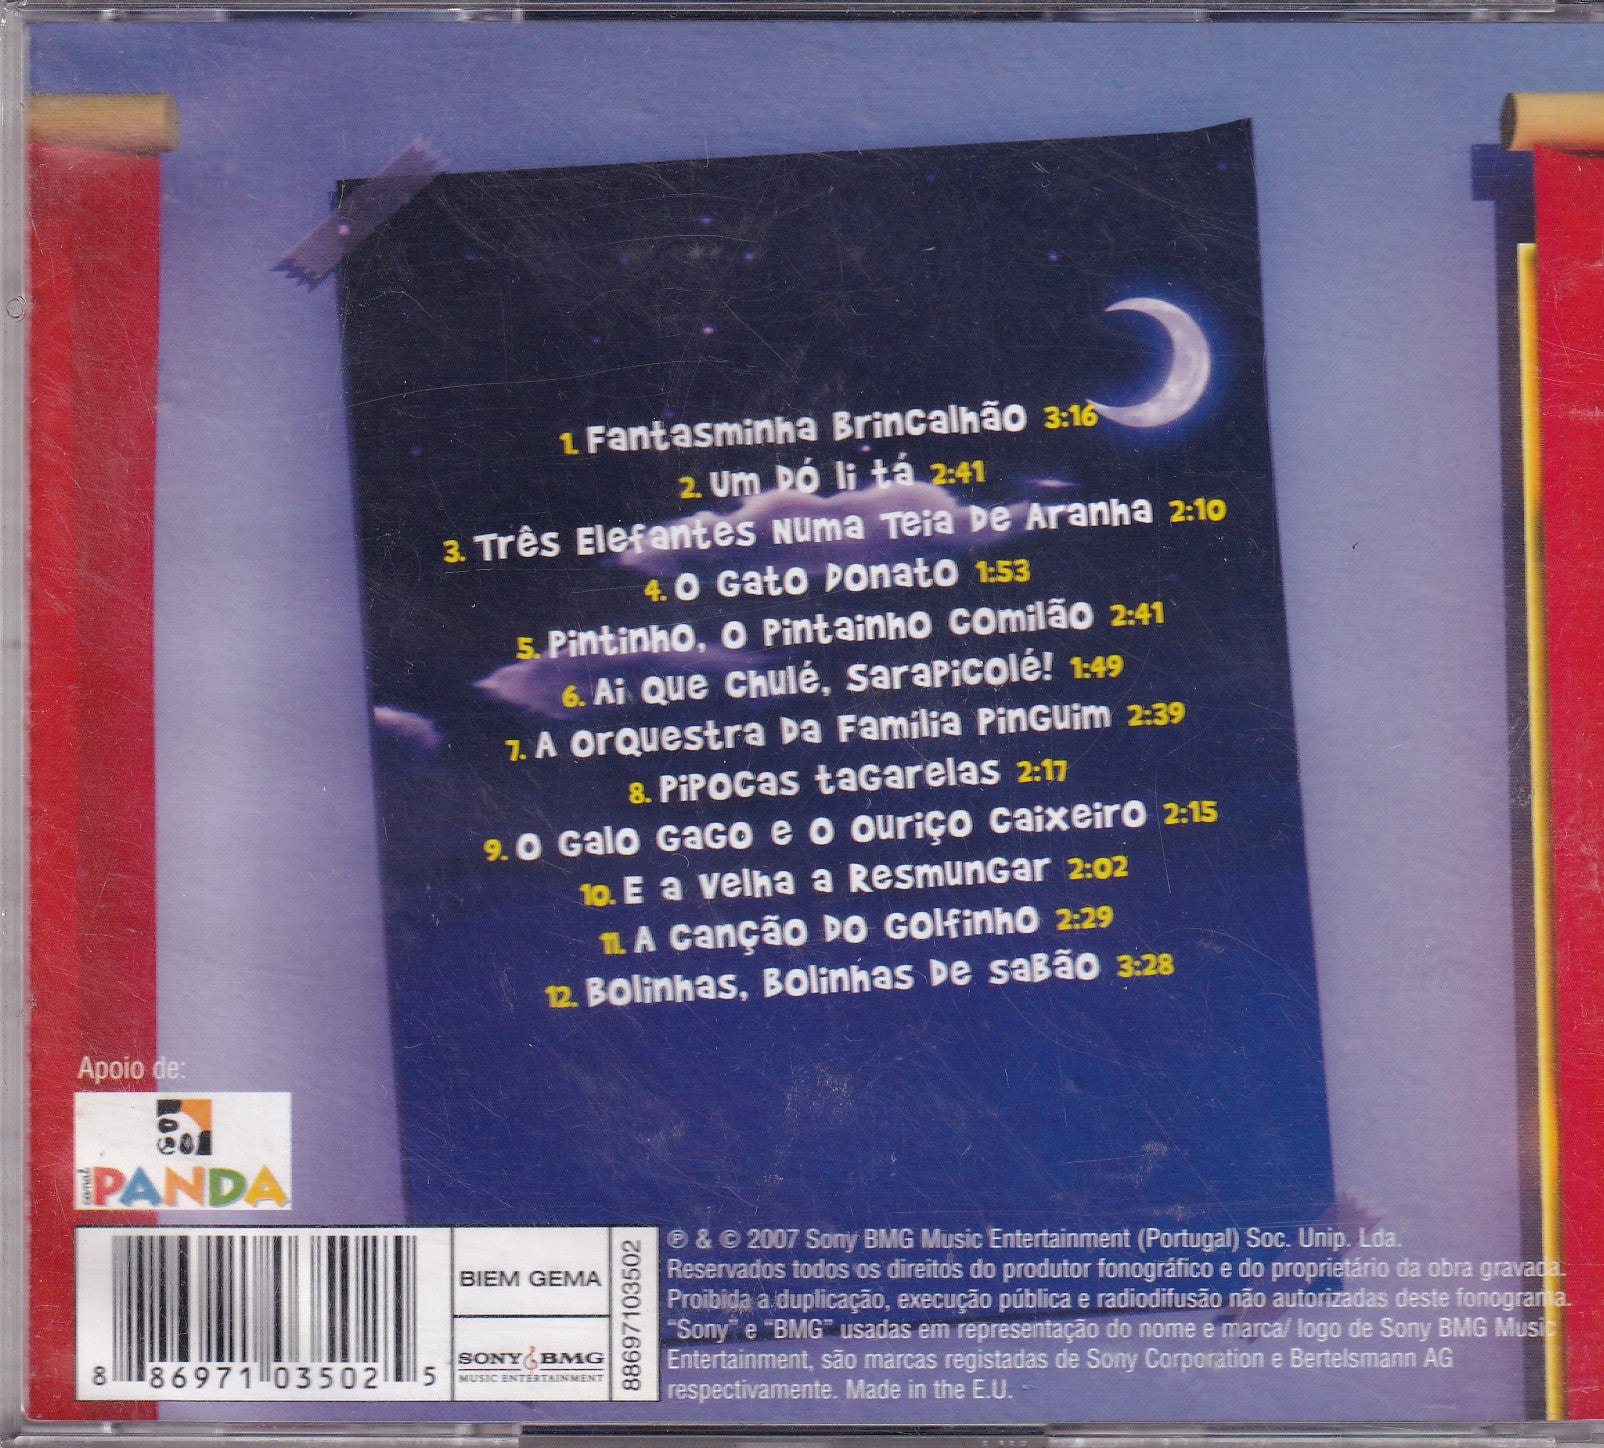 1. Fantasminha Brincalhão 3:16
2. Um Dó li tá 2:41
3. Três Elefantes Numa Teia De Aranha 2:10
4. O Gato Donato 1:53
5. Pintinho, o Pintainho Comilão 2:41
6. Ai Que Chulé, Sarapicolé! 1:49
7. A Orquestra Da Família Pinguim 2:39
8. Pipocas Tagarelas 2:17
9. O Galo Gago e o Ouriço Caixeiro 2:15
10. E a Velha a Resmungar 2:02
11. A Canção Do Golfinho 2:29
12. Bolinhas, Bolinhas De Sabão 3:28
Apoio de:
canal PANDA
8 86971 03502 5
BIEM GEMA
SONY BMG
MUSIC ENTERTAINMENT
88697103502
℗ & © 2007 Sony BMG Music Entertainment (Portugal) Soc. Unip. Lda.
Reservados todos os direitos do produtor fonográfico e do proprietário da obra gravada.
Proibida a duplicação, execução pública e radiodifusão não autorizadas deste fonograma.
“Sony” e “BMG” usadas em representação do nome e marca/ logo de Sony BMG Music
Entertainment, são marcas registadas de Sony Corporation e Bertelsmann AG
respectivamente. Made in the E.U.